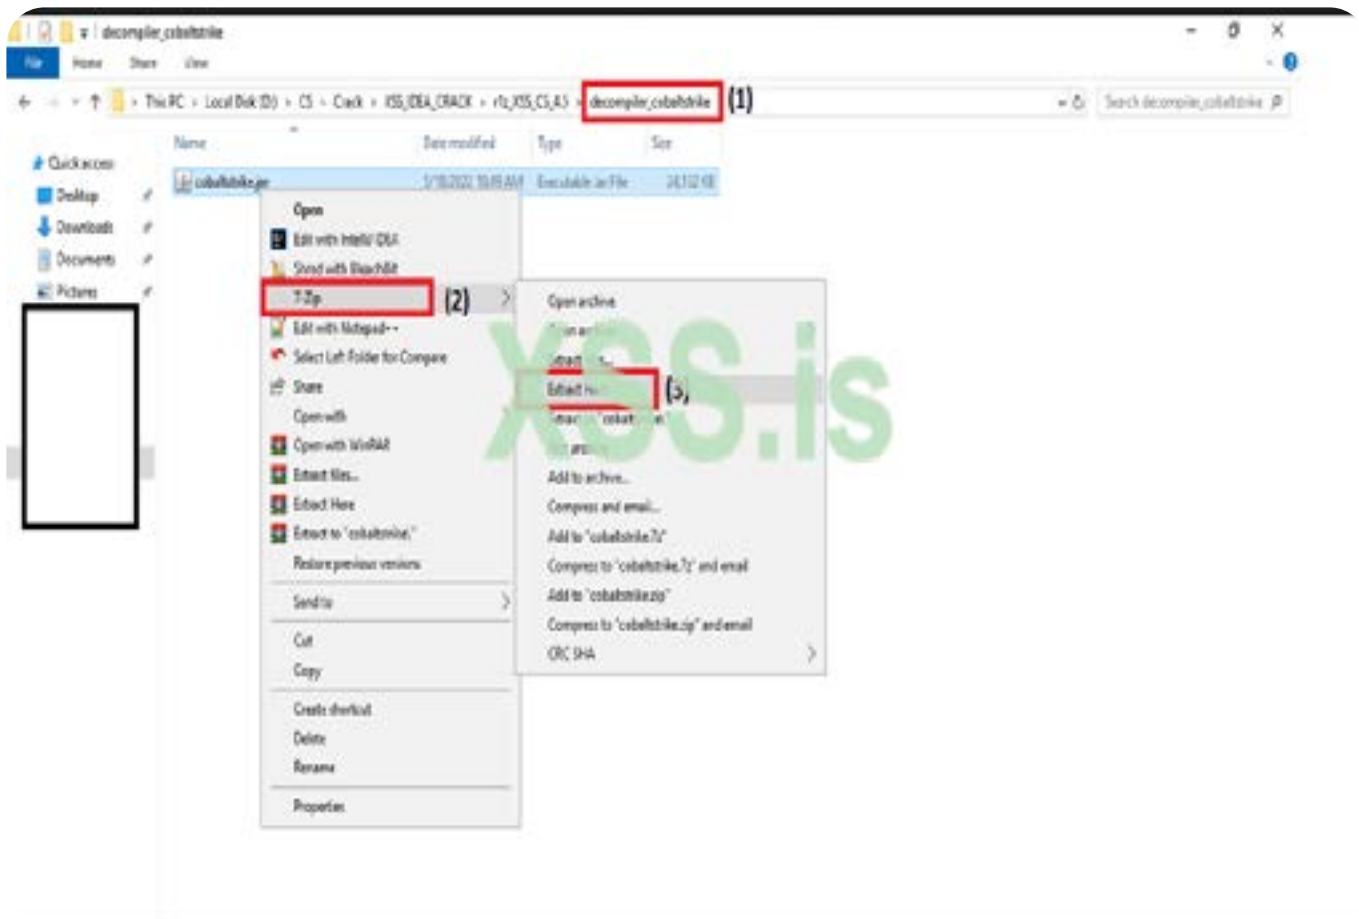 decompiler_cobaltstrike
File Home Share View
This PC > Local Disk (D:) > CS > Crack > XSS_IDEA_CRACK > r1z_XSS_CS_4.5 > decompiler_cobaltstrike (1) Search decompiler_cobaltstrike
Name Date modified Type Size
cobaltstrike.jar Executable Jar File
Quick access
Desktop
Downloads
Documents
Pictures
Open
Edit with IntelliJ IDEA
Shred with BleachBit
7-Zip (2)
Edit with Notepad++
Select Left Folder for Compare
Share
Open with
Open with WinRAR
Extract files...
Extract Here
Extract to "cobaltstrike\"
Restore previous versions
Send to
Cut
Copy
Create shortcut
Delete
Rename
Properties
Open archive
Extract (3)
Add to archive...
Compress and email...
Add to "cobaltstrike.7z"
Compress to "cobaltstrike.7z" and email
Add to "cobaltstrike.zip"
Compress to "cobaltstrike.zip" and email
CRC SHA
XSS.is